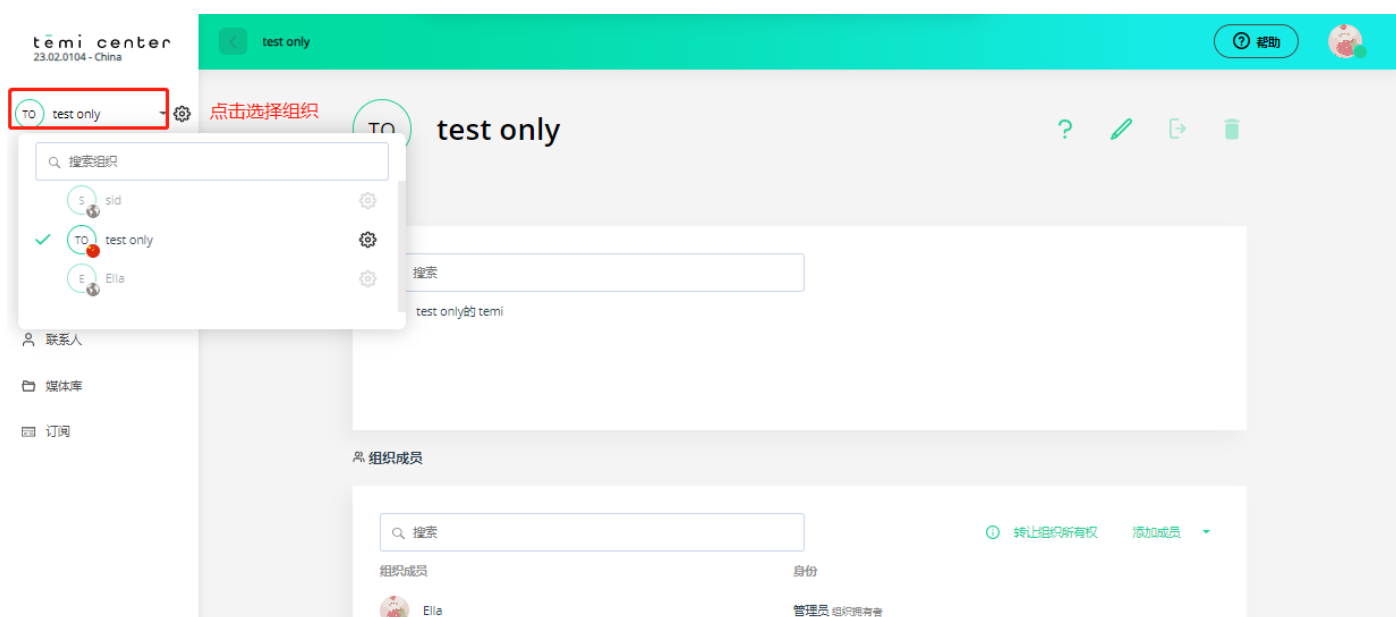 tēmi center
23.02.0104 - China
test only
帮助
TO test only
点击选择组织
TO test only
搜索组织
S sid
TO test only
E Ella
搜索
test only的 temi
联系人
媒体库
订阅
组织成员
搜索
转让组织所有权
添加成员
组织成员
身份
Ella
管理员 组织拥有者